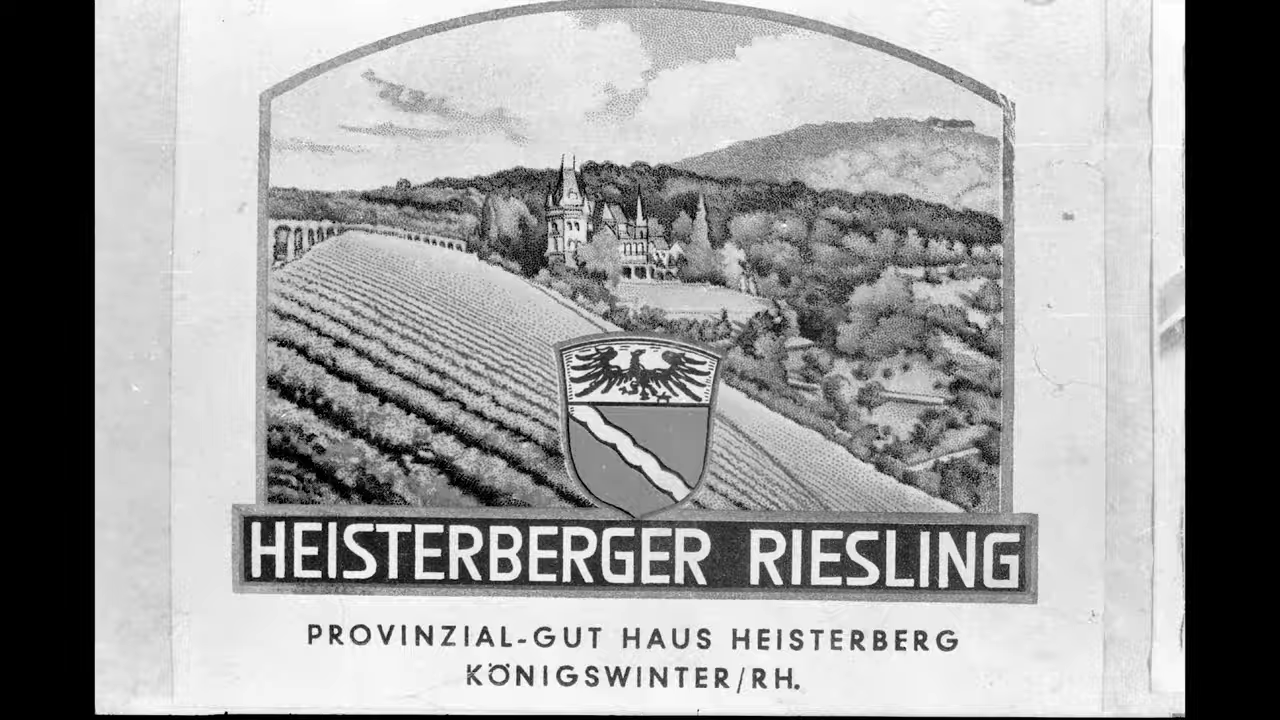 HEISTERBERGER RIESLING
PROVINZIAL-GUT HAUS HEISTERBERG
KÖNIGSWINTER/RH.